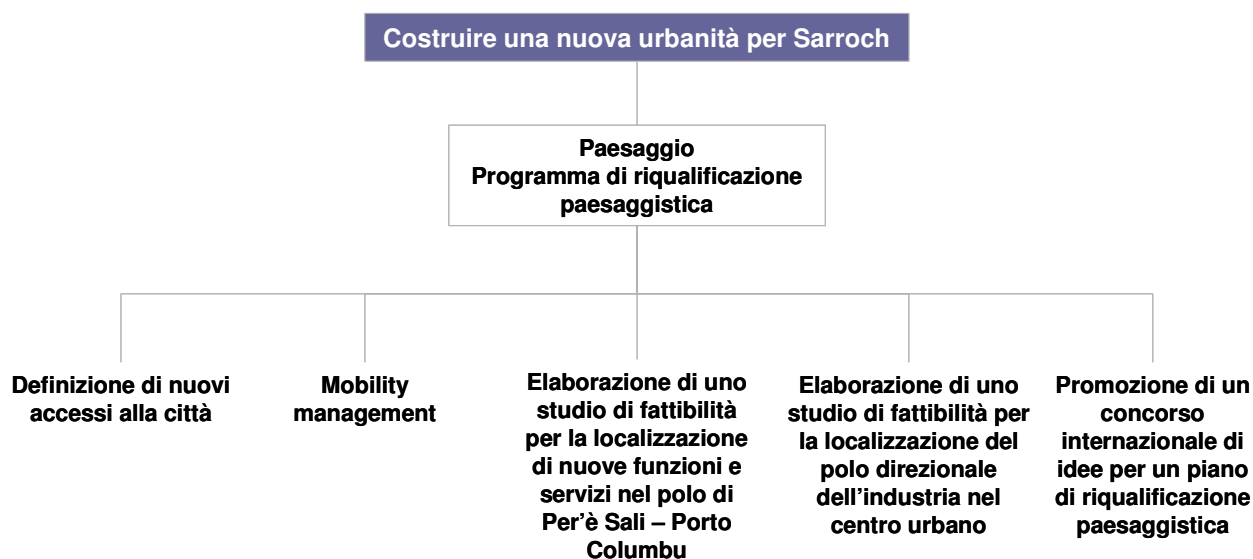 Costruire una nuova urbanità per Sarroch
Paesaggio
Programma di riqualificazione
paesaggistica
Definizione di nuovi
accessi alla città
Mobility
management
Elaborazione di uno
studio di fattibilità
per la localizzazione
di nuove funzioni e
servizi nel polo di
Per'è Sali – Porto
Columbu
Elaborazione di uno
studio di fattibilità per
la localizzazione del
polo direzionale
dell'industria nel
centro urbano
Promozione di un
concorso
internazionale di
idee per un piano
di riqualificazione
paesaggistica